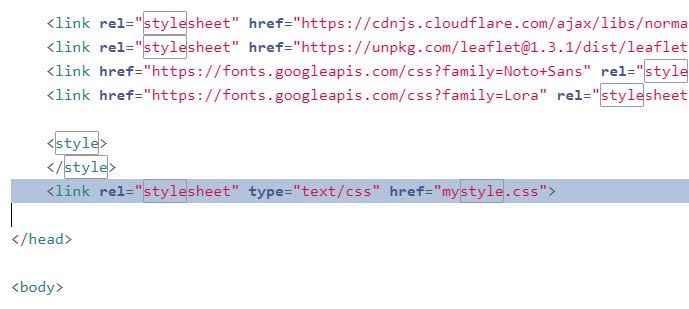 <link rel="stylesheet" href="https://cdnjs.cloudflare.com/ajax/libs/norma
<link rel="stylesheet" href="https://unpkg.com/leaflet@1.3.1/dist/leaflet
<link href="https://fonts.googleapis.com/css?family=Noto+Sans" rel="style
<link href="https://fonts.googleapis.com/css?family=Lora" rel="stylesheet
<style>
</style>
<link rel="stylesheet" type="text/css" href="mystyle.css">
</head>
<body>